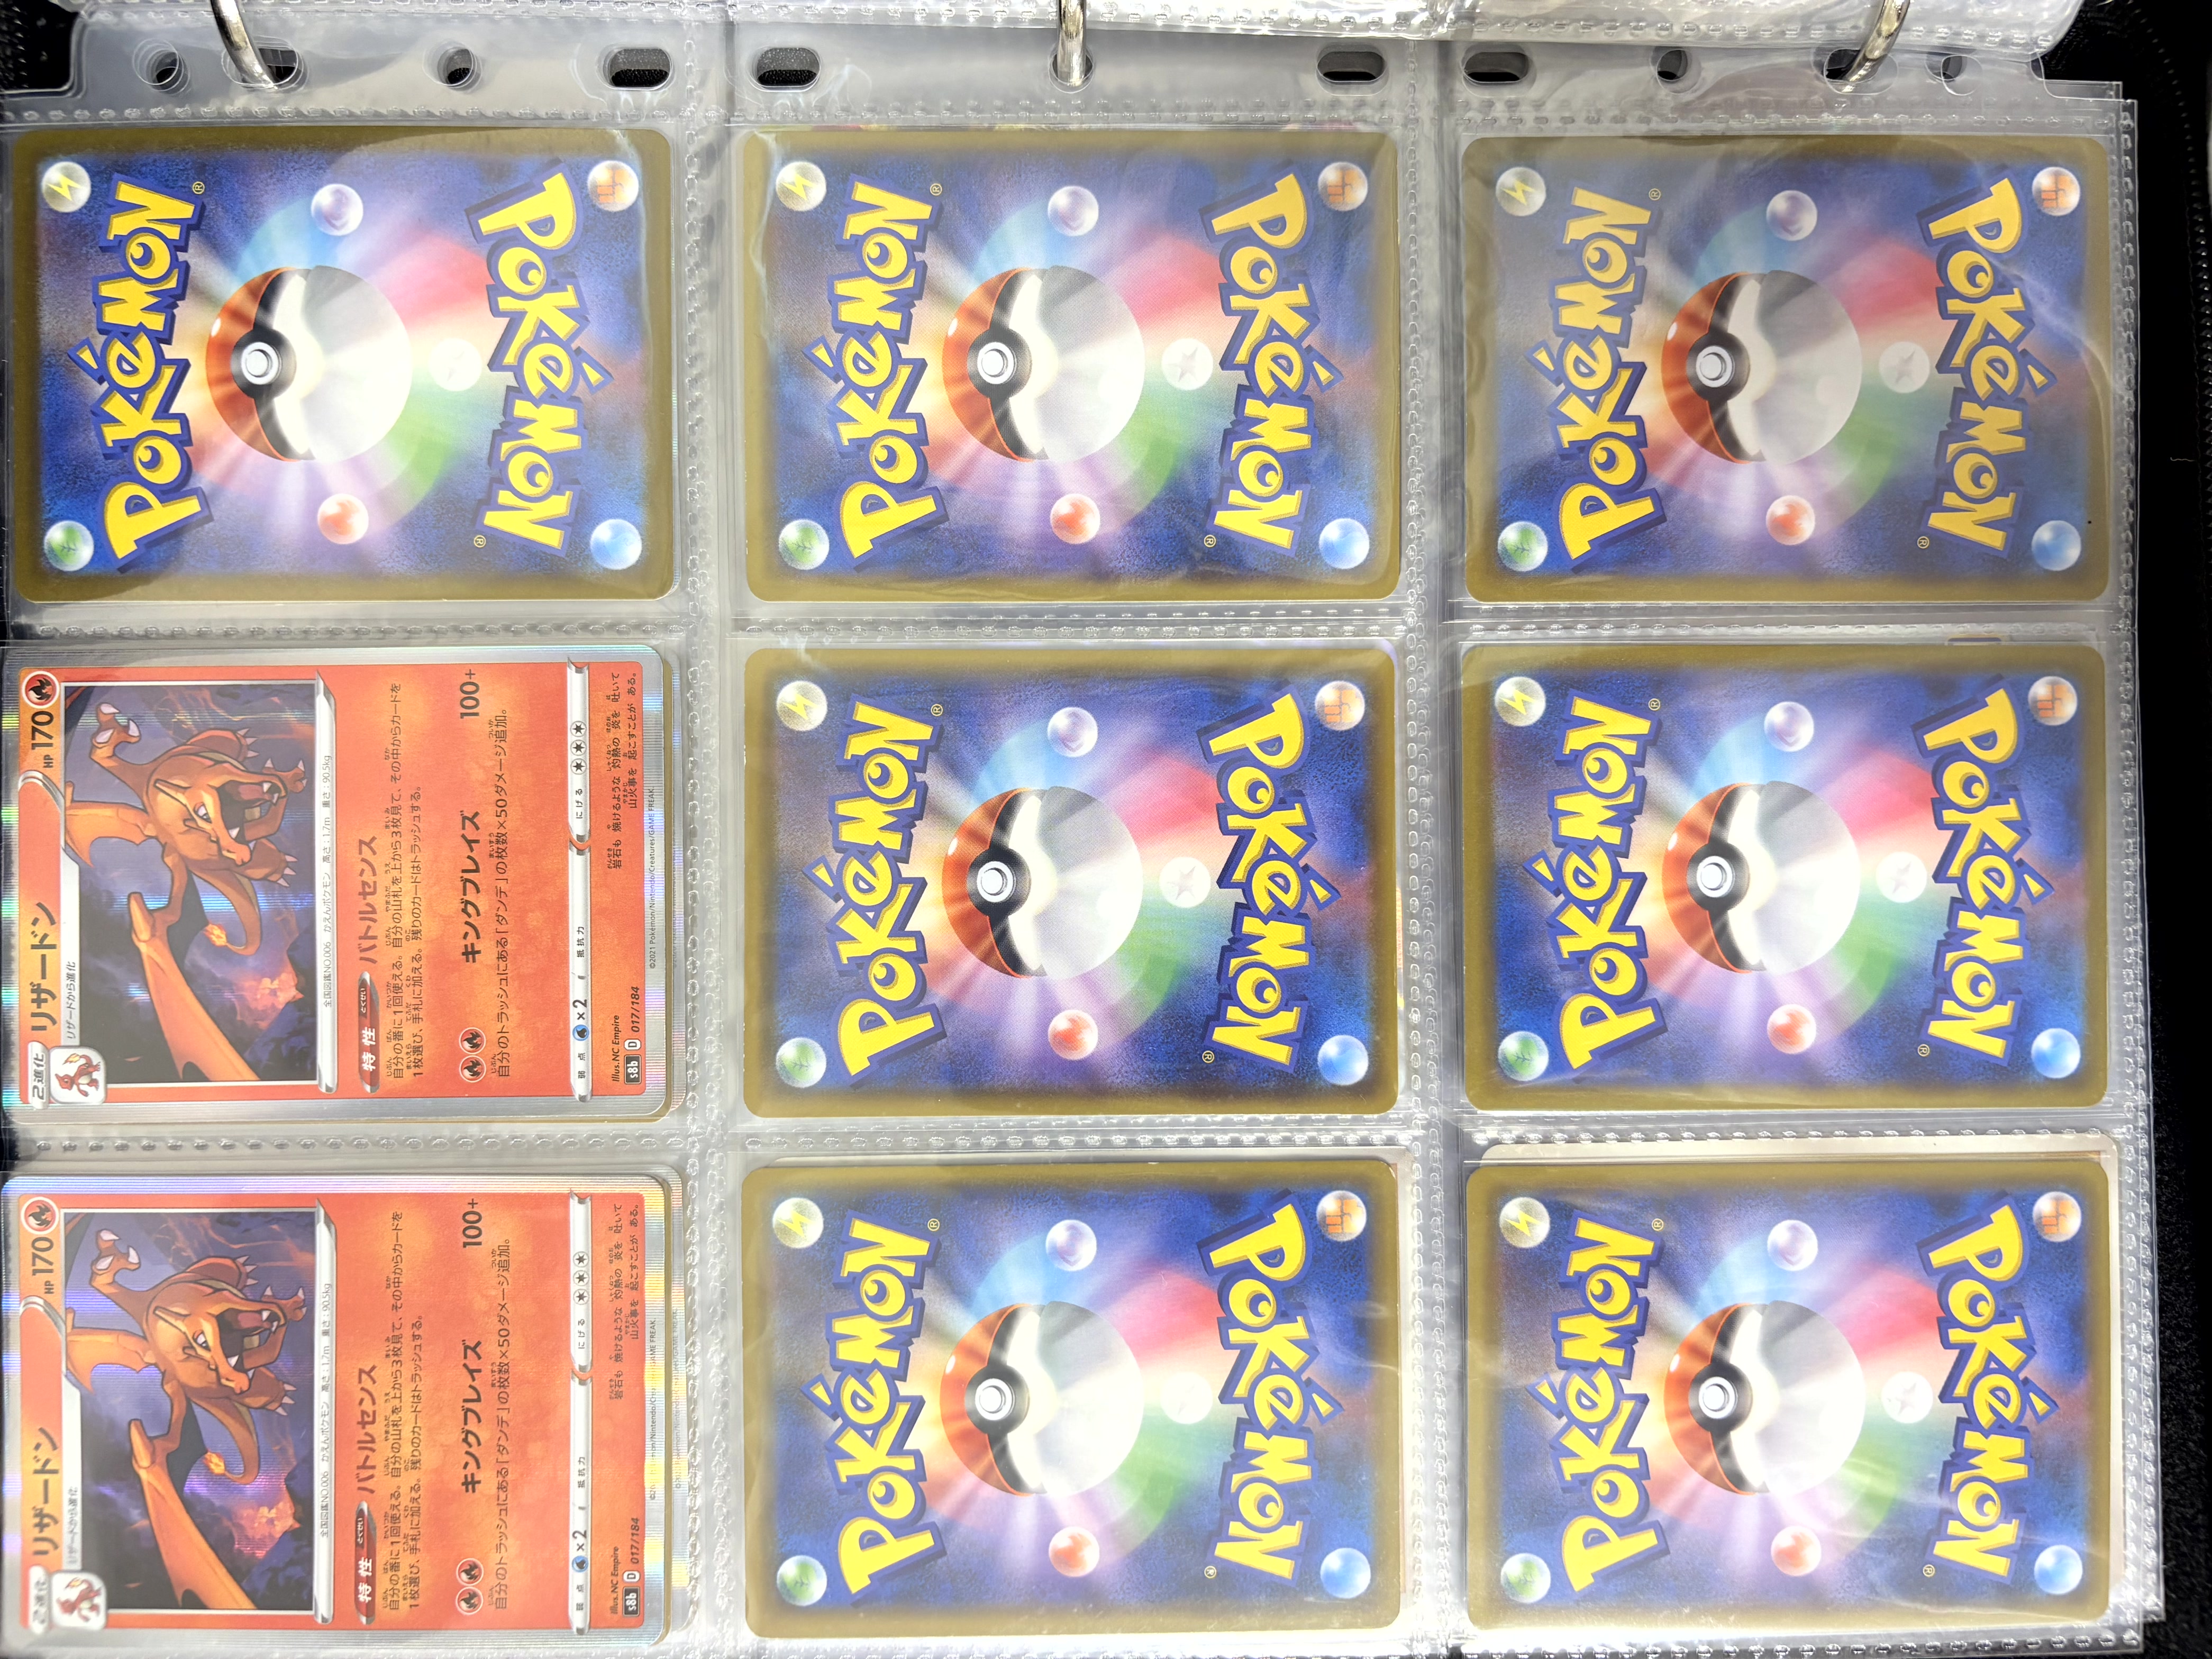 2進化 リザードン HP 170
リザードから進化
全国図鑑NO.006 かえんポケモン 高さ：1.7m 重さ：90.5kg
特性 とくせい バトルセンス
自分の番に1回使える。自分の山札を上から3枚見て、その中からカードを
1枚選び、手札に加える。残りのカードはトラッシュする。
キングブレイズ 100+
自分のトラッシュにある「ダンデ」の枚数×50ダメージ追加。
弱点 ×2 抵抗力 にげる
Illus.NC Empire
岩石も 焼けるような 灼熱の 炎を 吐いて
山火事を 起こすことが ある。
s8b D 017/184
2進化 リザードン HP 170
リザードから進化
全国図鑑NO.006 かえんポケモン 高さ：1.7m 重さ：90.5kg
特性 とくせい バトルセンス
自分の番に1回使える。自分の山札を上から3枚見て、その中からカードを
1枚選び、手札に加える。残りのカードはトラッシュする。
キングブレイズ 100+
自分のトラッシュにある「ダンデ」の枚数×50ダメージ追加。
弱点 ×2 抵抗力 にげる
Illus.NC Empire
岩石も 焼けるような 灼熱の 炎を 吐いて
山火事を 起こすことが ある。
s8b D 017/184
©2021 Pokémon/Nintendo/Creatures/GAME FREAK.
POKéMON®
POKéMON®
POKéMON®
POKéMON®
POKéMON®
POKéMON®
POKéMON®
POKéMON®
POKéMON®
POKéMON®
POKéMON®
POKéMON®
POKéMON®
POKéMON®